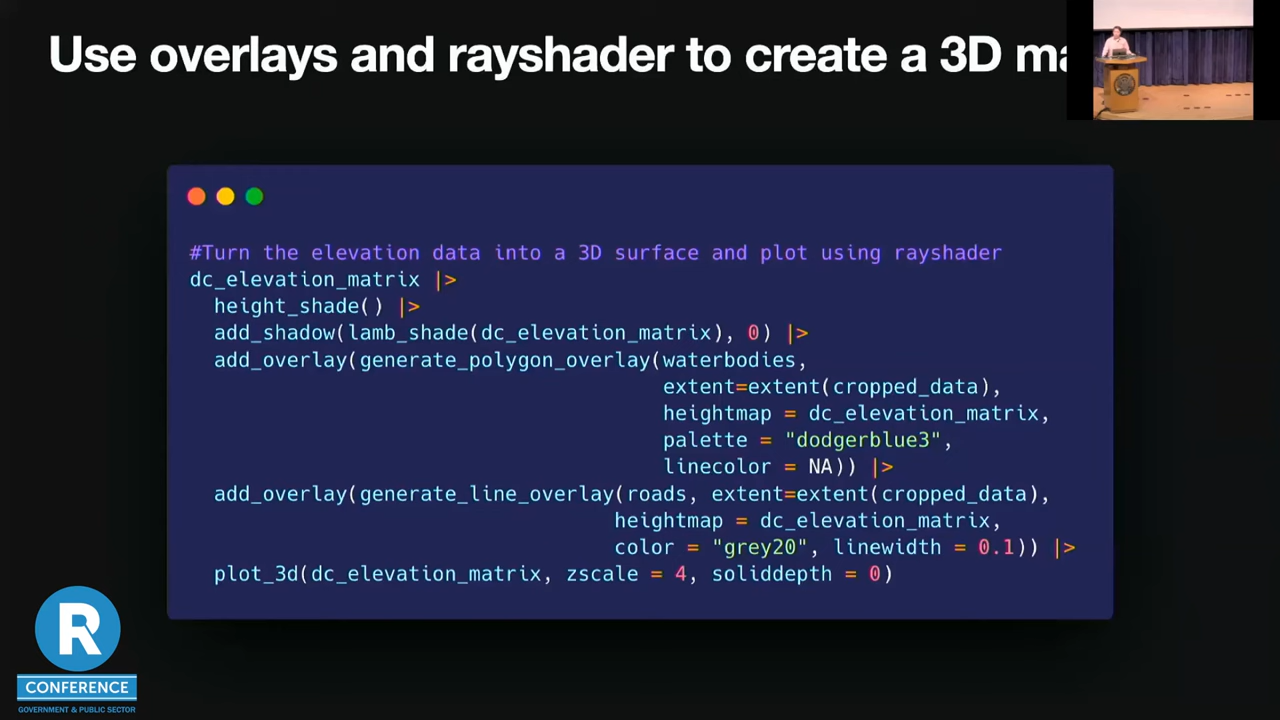 Use overlays and rayshader to create a 3D ma
#Turn the elevation data into a 3D surface and plot using rayshader
dc_elevation_matrix |>
  height_shade() |>
  add_shadow(lamb_shade(dc_elevation_matrix), 0) |>
  add_overlay(generate_polygon_overlay(waterbodies,
                                       extent=extent(cropped_data),
                                       heightmap = dc_elevation_matrix,
                                       palette = "dodgerblue3",
                                       linecolor = NA)) |>
  add_overlay(generate_line_overlay(roads, extent=extent(cropped_data),
                                   heightmap = dc_elevation_matrix,
                                   color = "grey20", linewidth = 0.1)) |>
  plot_3d(dc_elevation_matrix, zscale = 4, soliddepth = 0)
R
CONFERENCE
GOVERNMENT & PUBLIC SECTOR